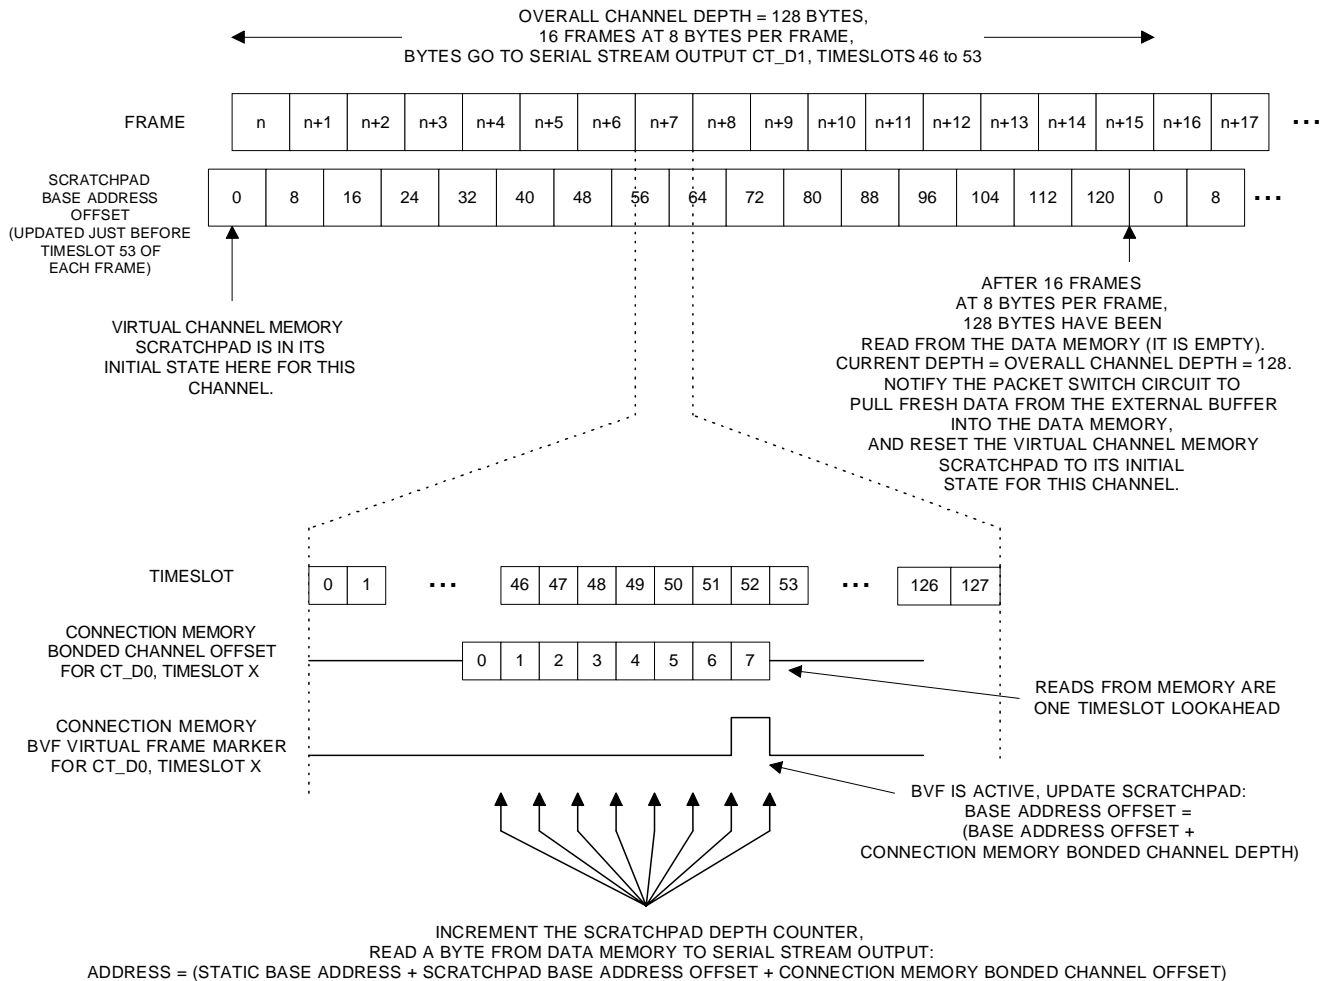 OVERALL CHANNEL DEPTH = 128 BYTES,
16 FRAMES AT 8 BYTES PER FRAME,
BYTES GO TO SERIAL STREAM OUTPUT CT_D1, TIMESLOTS 46 to 53
FRAME
n n+1 n+2 n+3 n+4 n+5 n+6 n+7 n+8 n+9 n+10 n+11 n+12 n+13 n+14 n+15 n+16 n+17 ...
SCRATCHPAD
BASE ADDRESS
OFFSET
(UPDATED JUST BEFORE
TIMESLOT 53 OF
EACH FRAME)
0 8 16 24 32 40 48 56 64 72 80 88 96 104 112 120 0 8 ...
VIRTUAL CHANNEL MEMORY
SCRATCHPAD IS IN ITS
INITIAL STATE HERE FOR THIS
CHANNEL.
AFTER 16 FRAMES
AT 8 BYTES PER FRAME,
128 BYTES HAVE BEEN
READ FROM THE DATA MEMORY (IT IS EMPTY).
CURRENT DEPTH = OVERALL CHANNEL DEPTH = 128.
NOTIFY THE PACKET SWITCH CIRCUIT TO
PULL FRESH DATA FROM THE EXTERNAL BUFFER
INTO THE DATA MEMORY,
AND RESET THE VIRTUAL CHANNEL MEMORY
SCRATCHPAD TO ITS INITIAL
STATE FOR THIS CHANNEL.
TIMESLOT
0 1 ... 46 47 48 49 50 51 52 53 ... 126 127
CONNECTION MEMORY
BONDED CHANNEL OFFSET
FOR CT_D0, TIMESLOT X
0 1 2 3 4 5 6 7
READS FROM MEMORY ARE
ONE TIMESLOT LOOKAHEAD
CONNECTION MEMORY
BVF VIRTUAL FRAME MARKER
FOR CT_D0, TIMESLOT X
BVF IS ACTIVE, UPDATE SCRATCHPAD:
BASE ADDRESS OFFSET =
(BASE ADDRESS OFFSET +
CONNECTION MEMORY BONDED CHANNEL DEPTH)
INCREMENT THE SCRATCHPAD DEPTH COUNTER,
READ A BYTE FROM DATA MEMORY TO SERIAL STREAM OUTPUT:
ADDRESS = (STATIC BASE ADDRESS + SCRATCHPAD BASE ADDRESS OFFSET + CONNECTION MEMORY BONDED CHANNEL OFFSET)